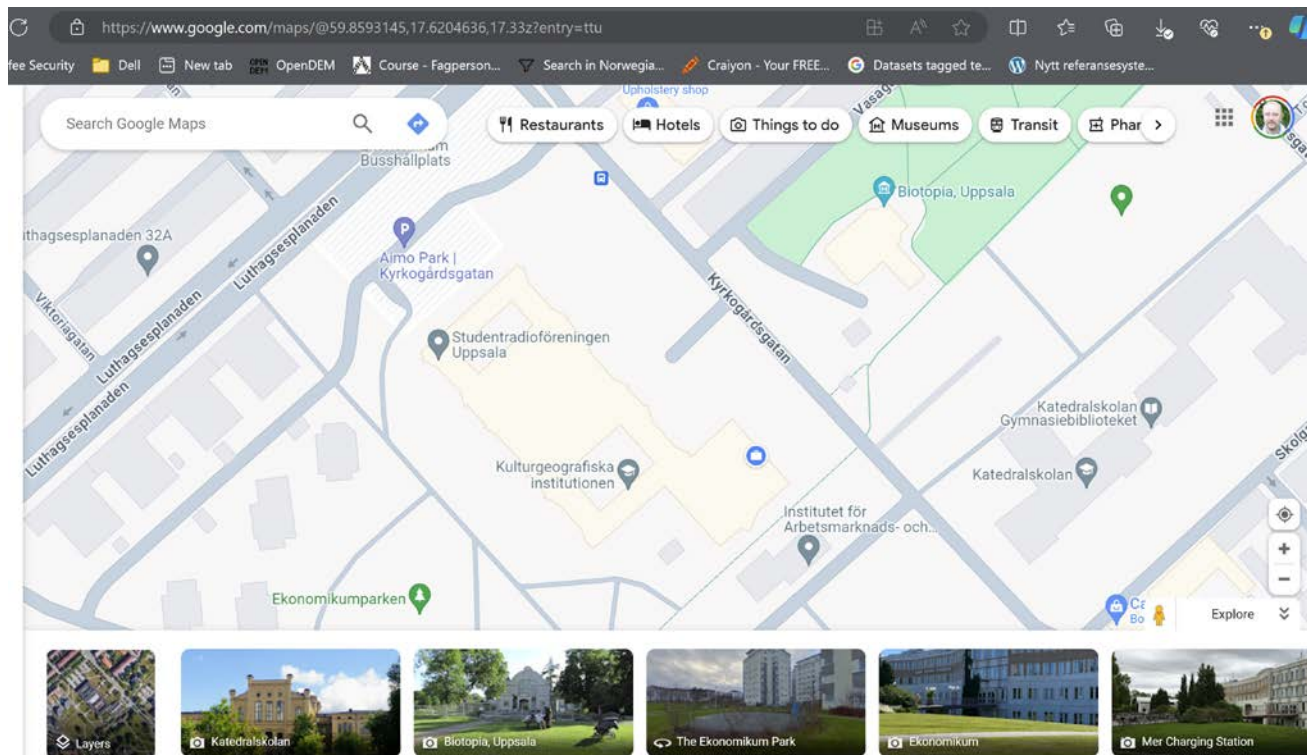 https://www.google.com/maps/@59.8593145,17.6204636,17.33z?entry=ttu
fee Security
Dell
New tab
OPEN DEM
OpenDEM
Course - Fagperson...
Search in Norwegia...
Craiyon - Your FREE...
Datasets tagged te...
Nytt referansesyste...
Search Google Maps
Restaurants
Hotels
Things to do
Museums
Transit
Phar
Upholstery shop
Busshållplats
Biotopia, Uppsala
thagsesplanaden 32A
Luthagsesplanaden
Luthagsesplanaden
Luthagsesplanaden
Luthagsesplanaden
Viktoriagatan
P
Aimo Park |
Kyrkogårdsgatan
Kyrkogårdsgatan
Studentradioföreningen
Uppsala
Katedralskolan
Gymnasiebiblioteket
Katedralskolan
Kulturgeografiska
institutionen
Institutet för
Arbetsmarknads- och...
Ekonomikumparken
Explore
Layers
Katedralskolan
Biotopia, Uppsala
The Ekonomikum Park
Ekonomikum
Mer Charging Station